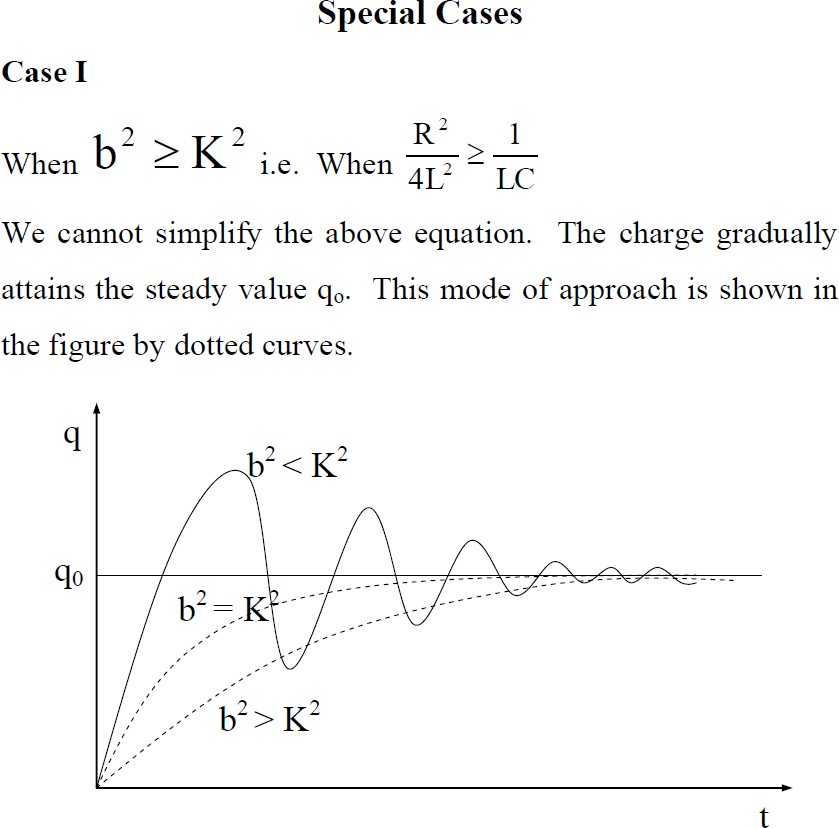 Special Cases
Case I
When b² ≥ K² i.e. When R²/4L² ≥ 1/LC
We cannot simplify the above equation. The charge gradually
attains the steady value qₒ. This mode of approach is shown in
the figure by dotted curves.
q
b² < K²
q₀
b² = K²
b² > K²
t